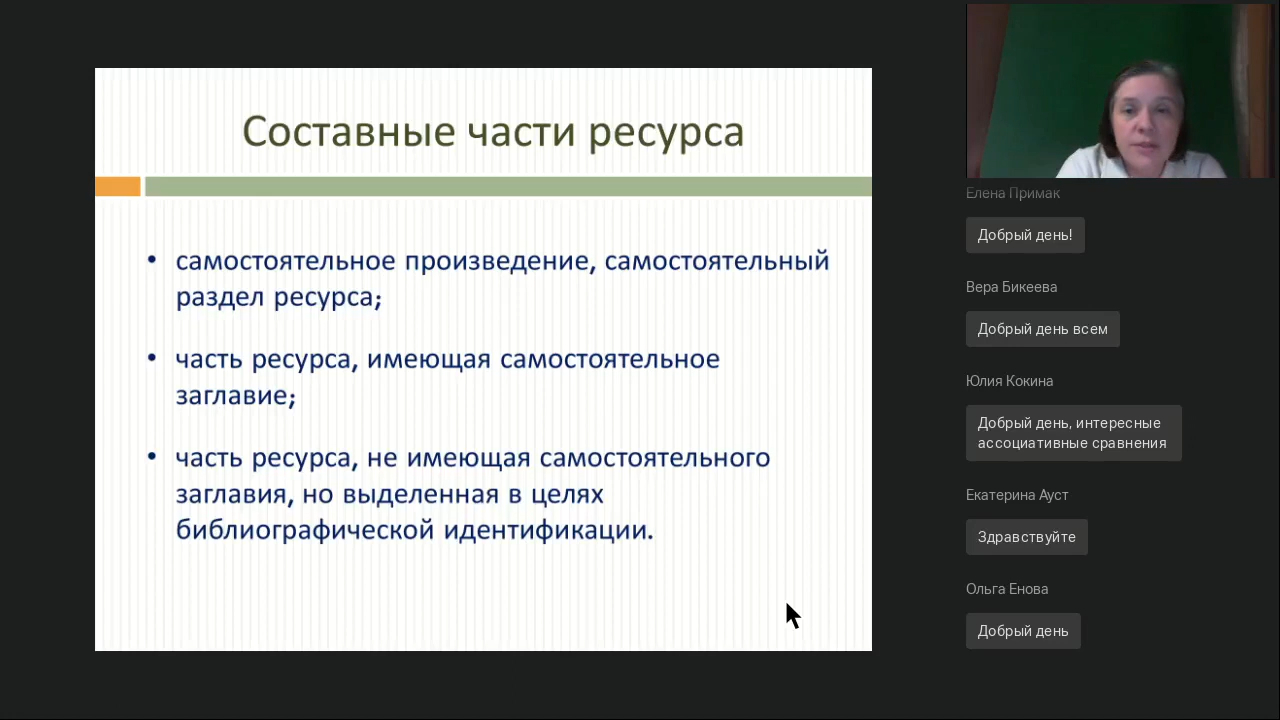 Составные части ресурса
• самостоятельное произведение, самостоятельный
раздел ресурса;
• часть ресурса, имеющая самостоятельное
заглавие;
• часть ресурса, не имеющая самостоятельного
заглавия, но выделенная в целях
библиографической идентификации.
Елена Примак
Добрый день!
Вера Бикеева
Добрый день всем
Юлия Кокина
Добрый день, интересные
ассоциативные сравнения
Екатерина Ауст
Здравствуйте
Ольга Енова
Добрый день